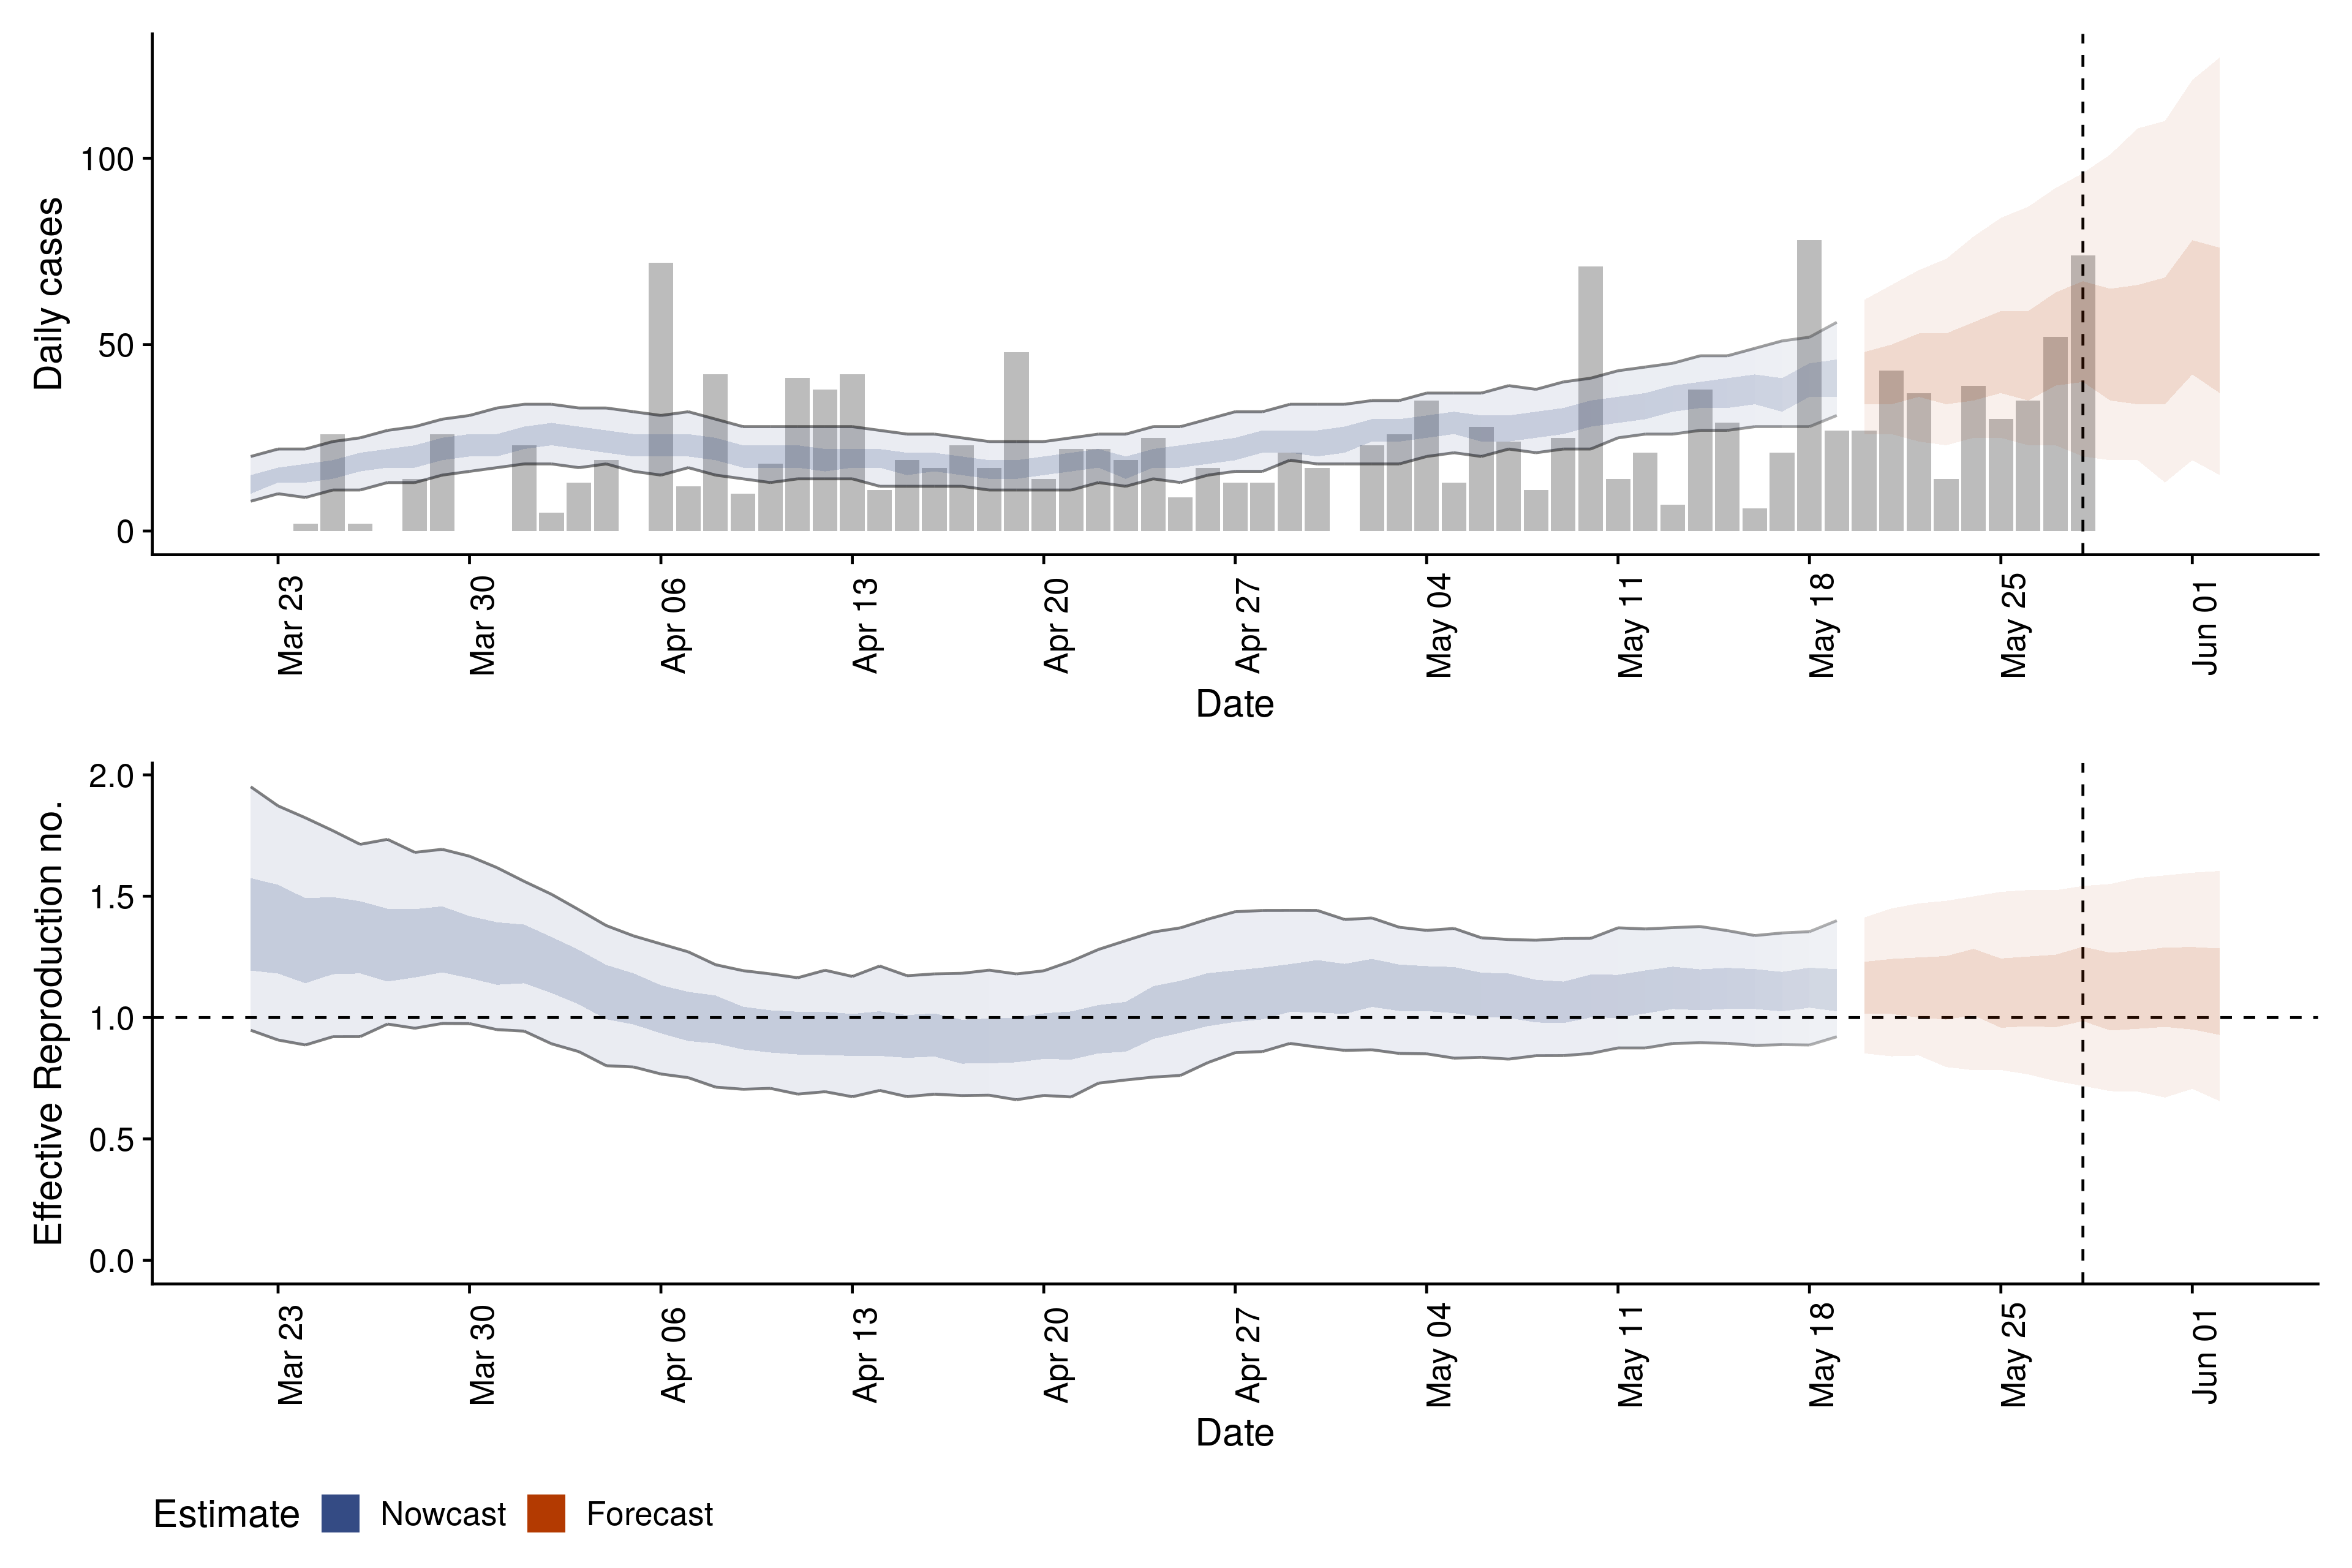 Daily cases
100
50
0
Mar 23
Mar 30
Apr 06
Apr 13
Apr 20
Apr 27
May 04
May 11
May 18
May 25
Jun 01
Date
Effective Reproduction no.
2.0
1.5
1.0
0.5
0.0
Mar 23
Mar 30
Apr 06
Apr 13
Apr 20
Apr 27
May 04
May 11
May 18
May 25
Jun 01
Date
Estimate Nowcast Forecast